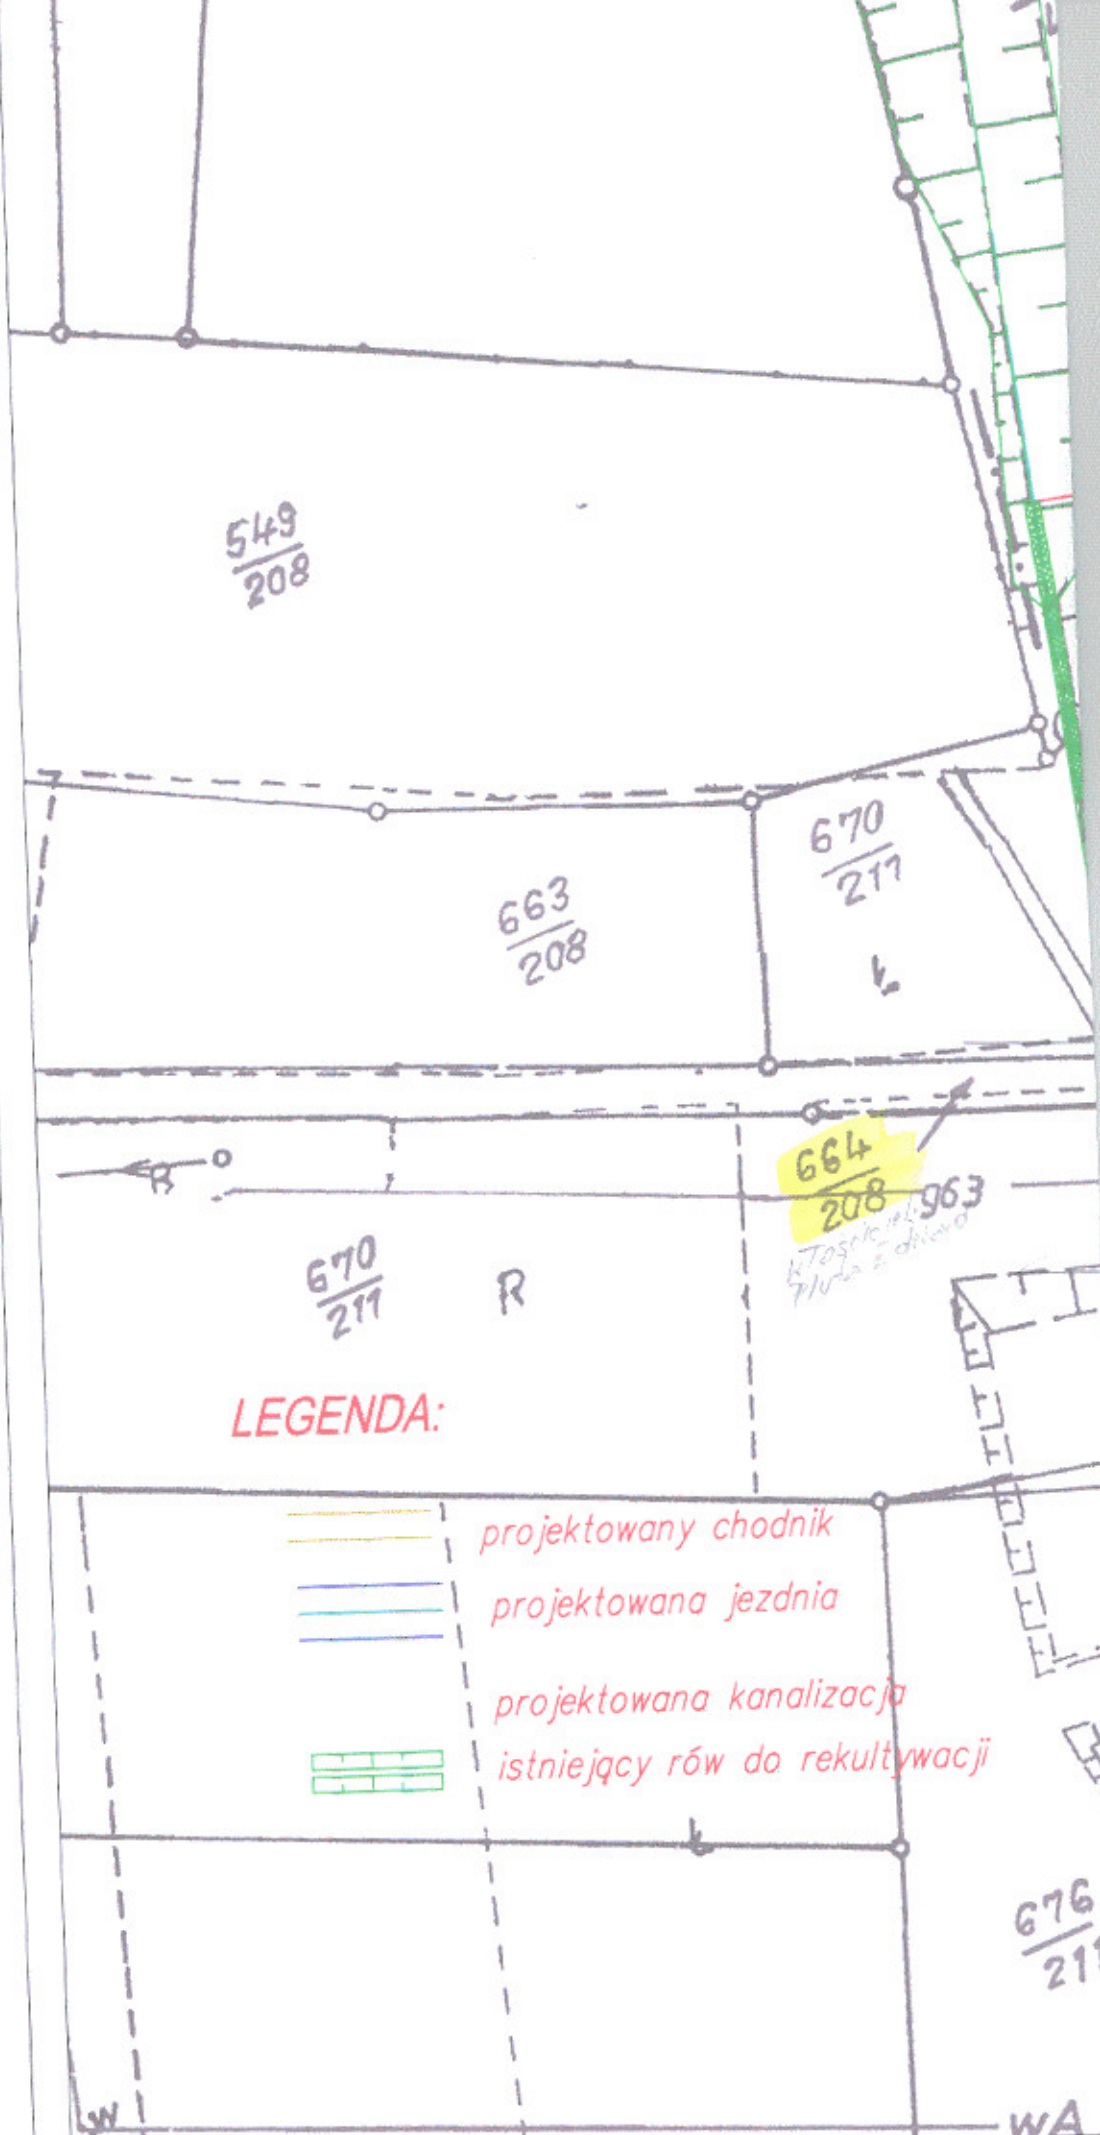 549
208
670
211
663
208
664
208
963
R
670
211
R
LEGENDA:
projektowany chodnik
projektowana jezdnia
projektowana kanalizacja
istniejący rów do rekultywacji
676
W
WA